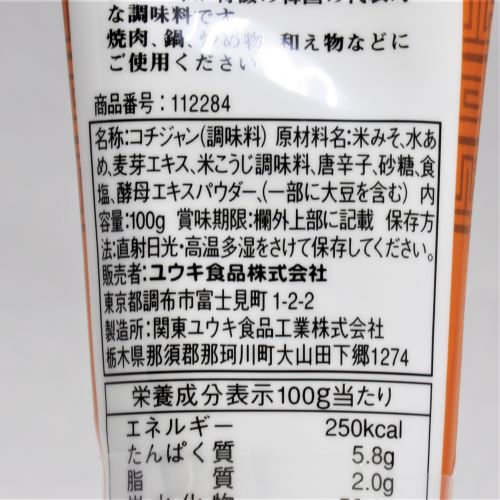 な調味料です。
焼肉、鍋、炒め物、和え物などに
ご使用ください。
商品番号：112284
名称：コチジャン（調味料） 原材料名：米みそ、水あ
め、麦芽エキス、米こうじ調味料、唐辛子、砂糖、食
塩、酵母エキスパウダー、（一部に大豆を含む） 内
容量：100g 賞味期限：欄外上部に記載 保存方
法：直射日光・高温多湿をさけて保存してください。
販売者：ユウキ食品株式会社
東京都調布市富士見町1-2-2
製造所：関東ユウキ食品工業株式会社
栃木県那須郡那珂川町大山田下郷1274
栄養成分表示100g当たり
エネルギー 250kcal
たんぱく質 5.8g
脂質 2.0g